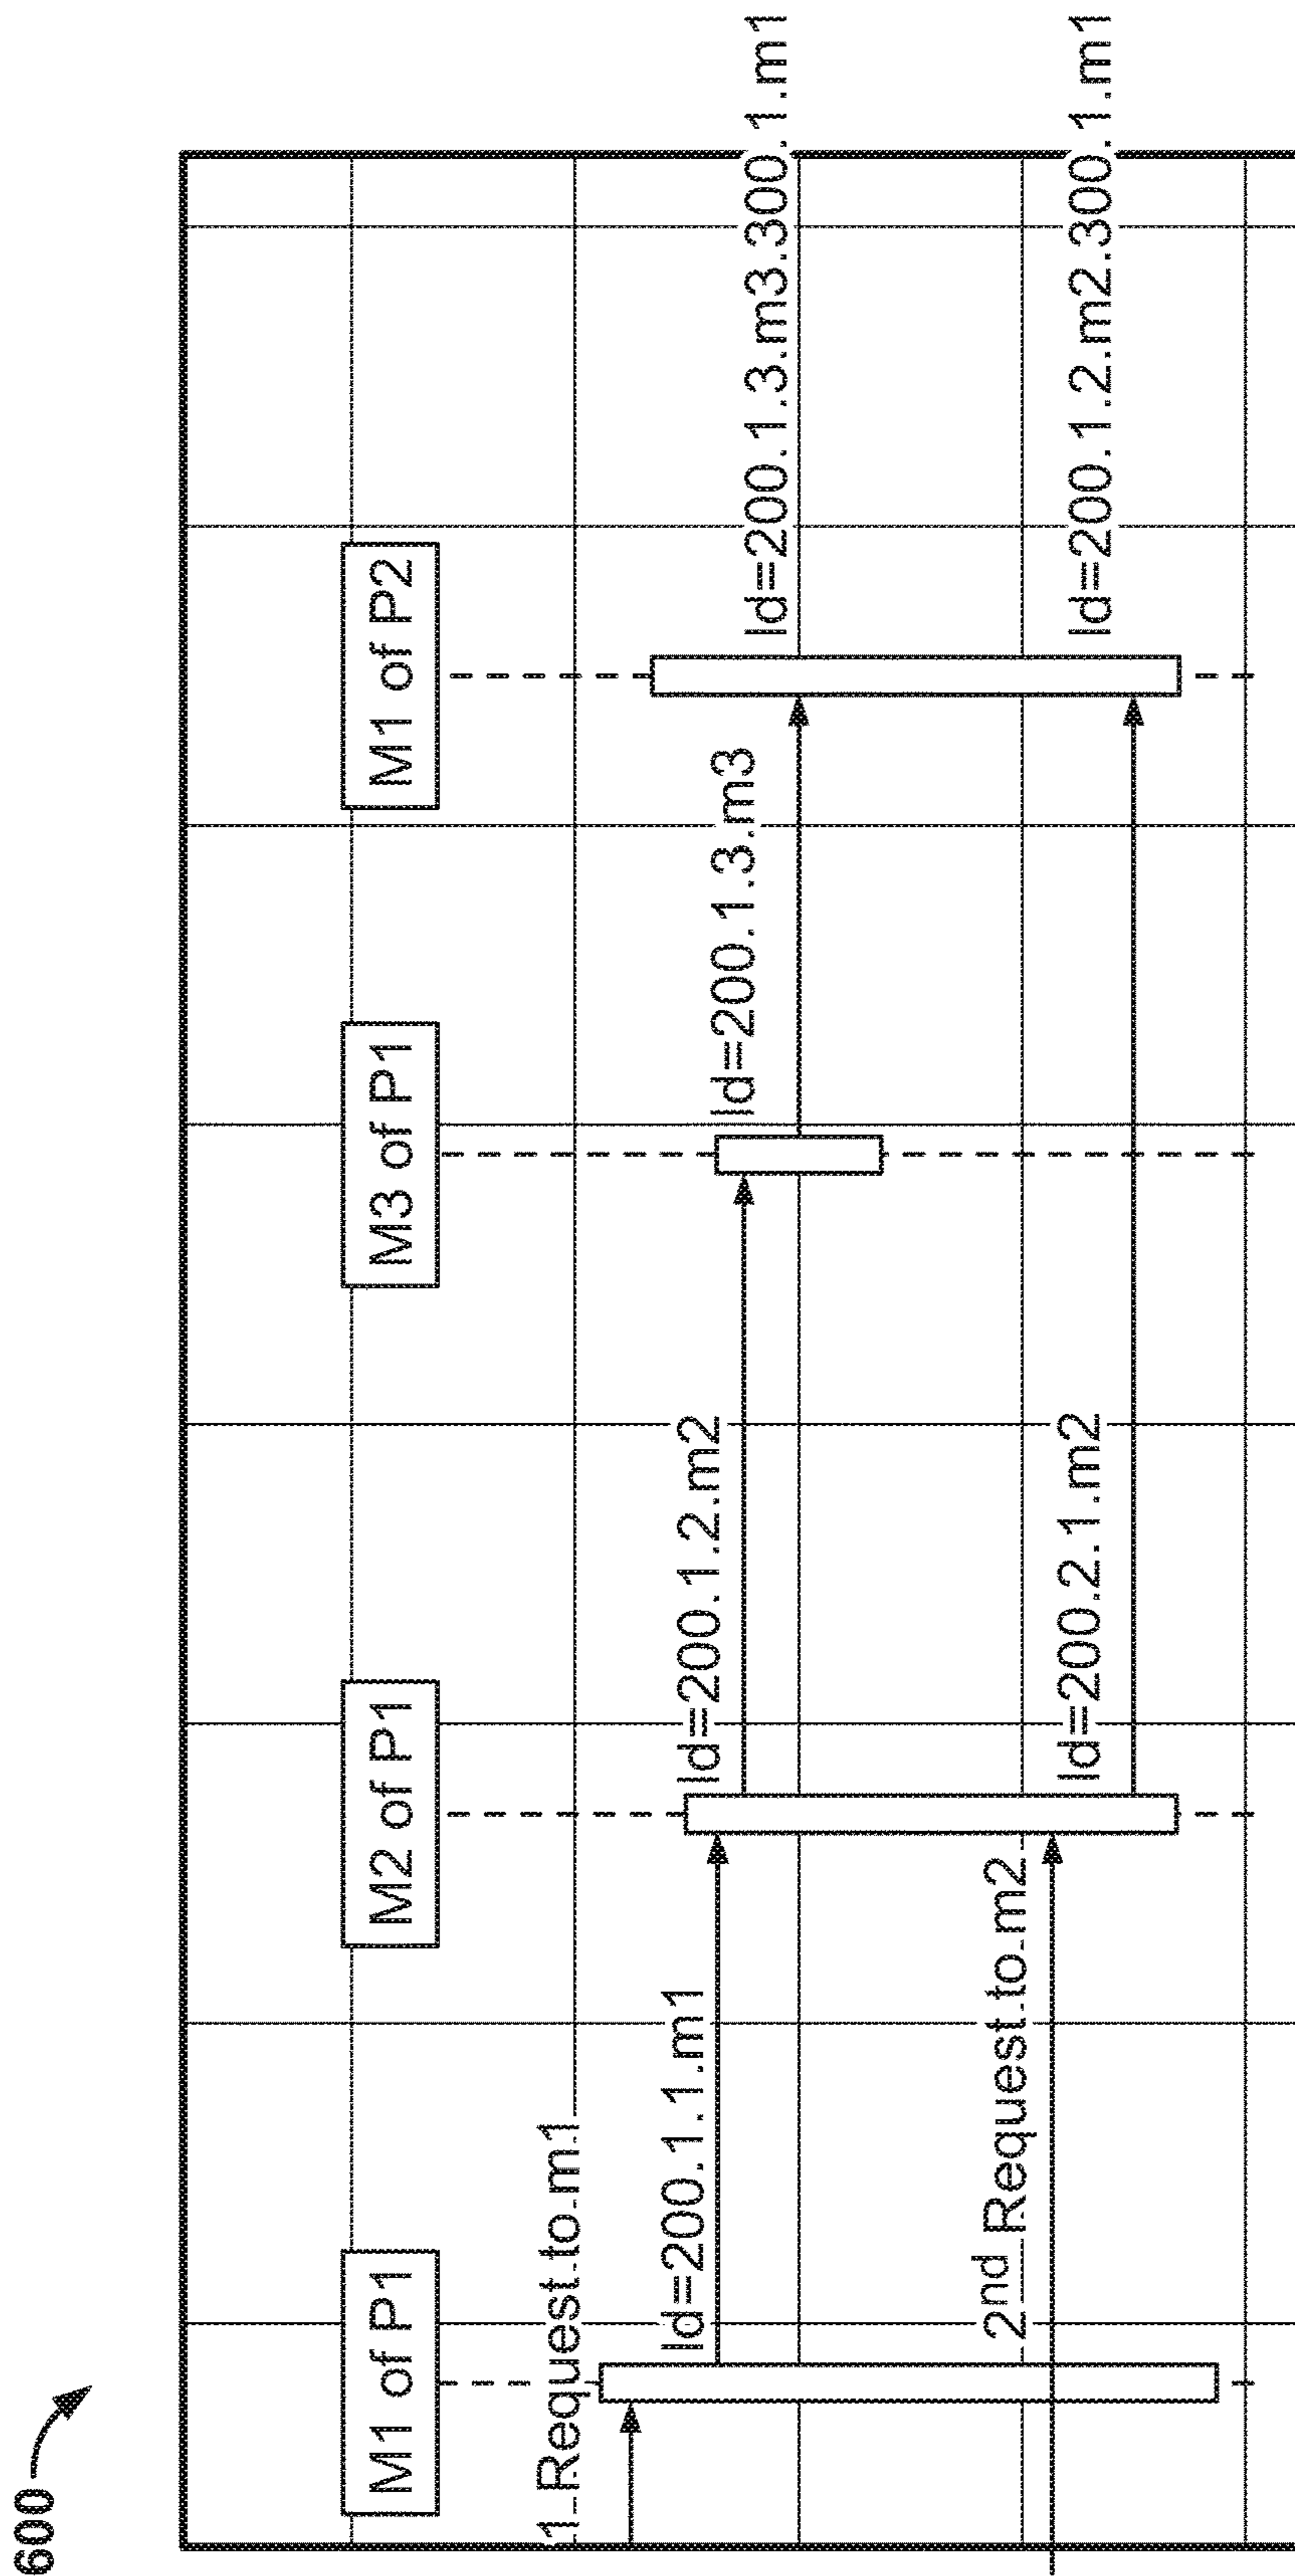 600
M1 of P1
M2 of P1
M3 of P1
M1 of P2
1 Request to m1
Id=200.1.1.m1
Id=200.1.2.m2
Id=200.1.3.m3
Id=200.1.3.m3.300.1.m1
2nd Request to m2
Id=200.2.1.m2
Id=200.1.2.m2.300.1.m1